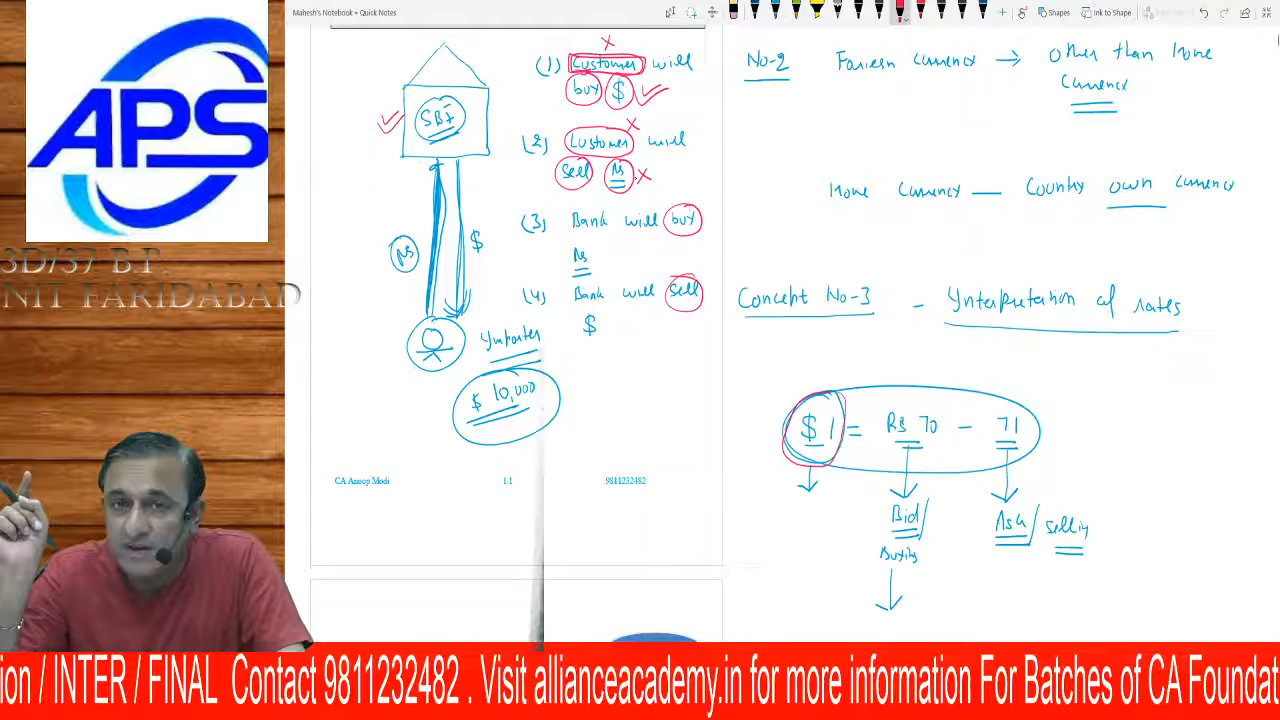 Mahesh's Notebook + Quick Notes
Shapes
Ink to Shape
APS
3D/37 B.P.
NIT FARIDABAD
SBI
Rs
$
Importer
$ 10,000
(1) Customer will
buy $
(2) Customer will
sell Rs
(3) Bank will buy
Rs
(4) Bank will sell
$
CA Anoop Modi
1.1
9811232482
No-2 Foriegn currency → other than Home
currency
Home currency — Country own currency
Concept No-3 - Interpretation of rates
$ 1 = Rs 70 - 71
Bid/
Buying
Ask/ selling
ion / INTER / FINAL Contact 9811232482 . Visit allianceacademy.in for more information For Batches of CA Foundat